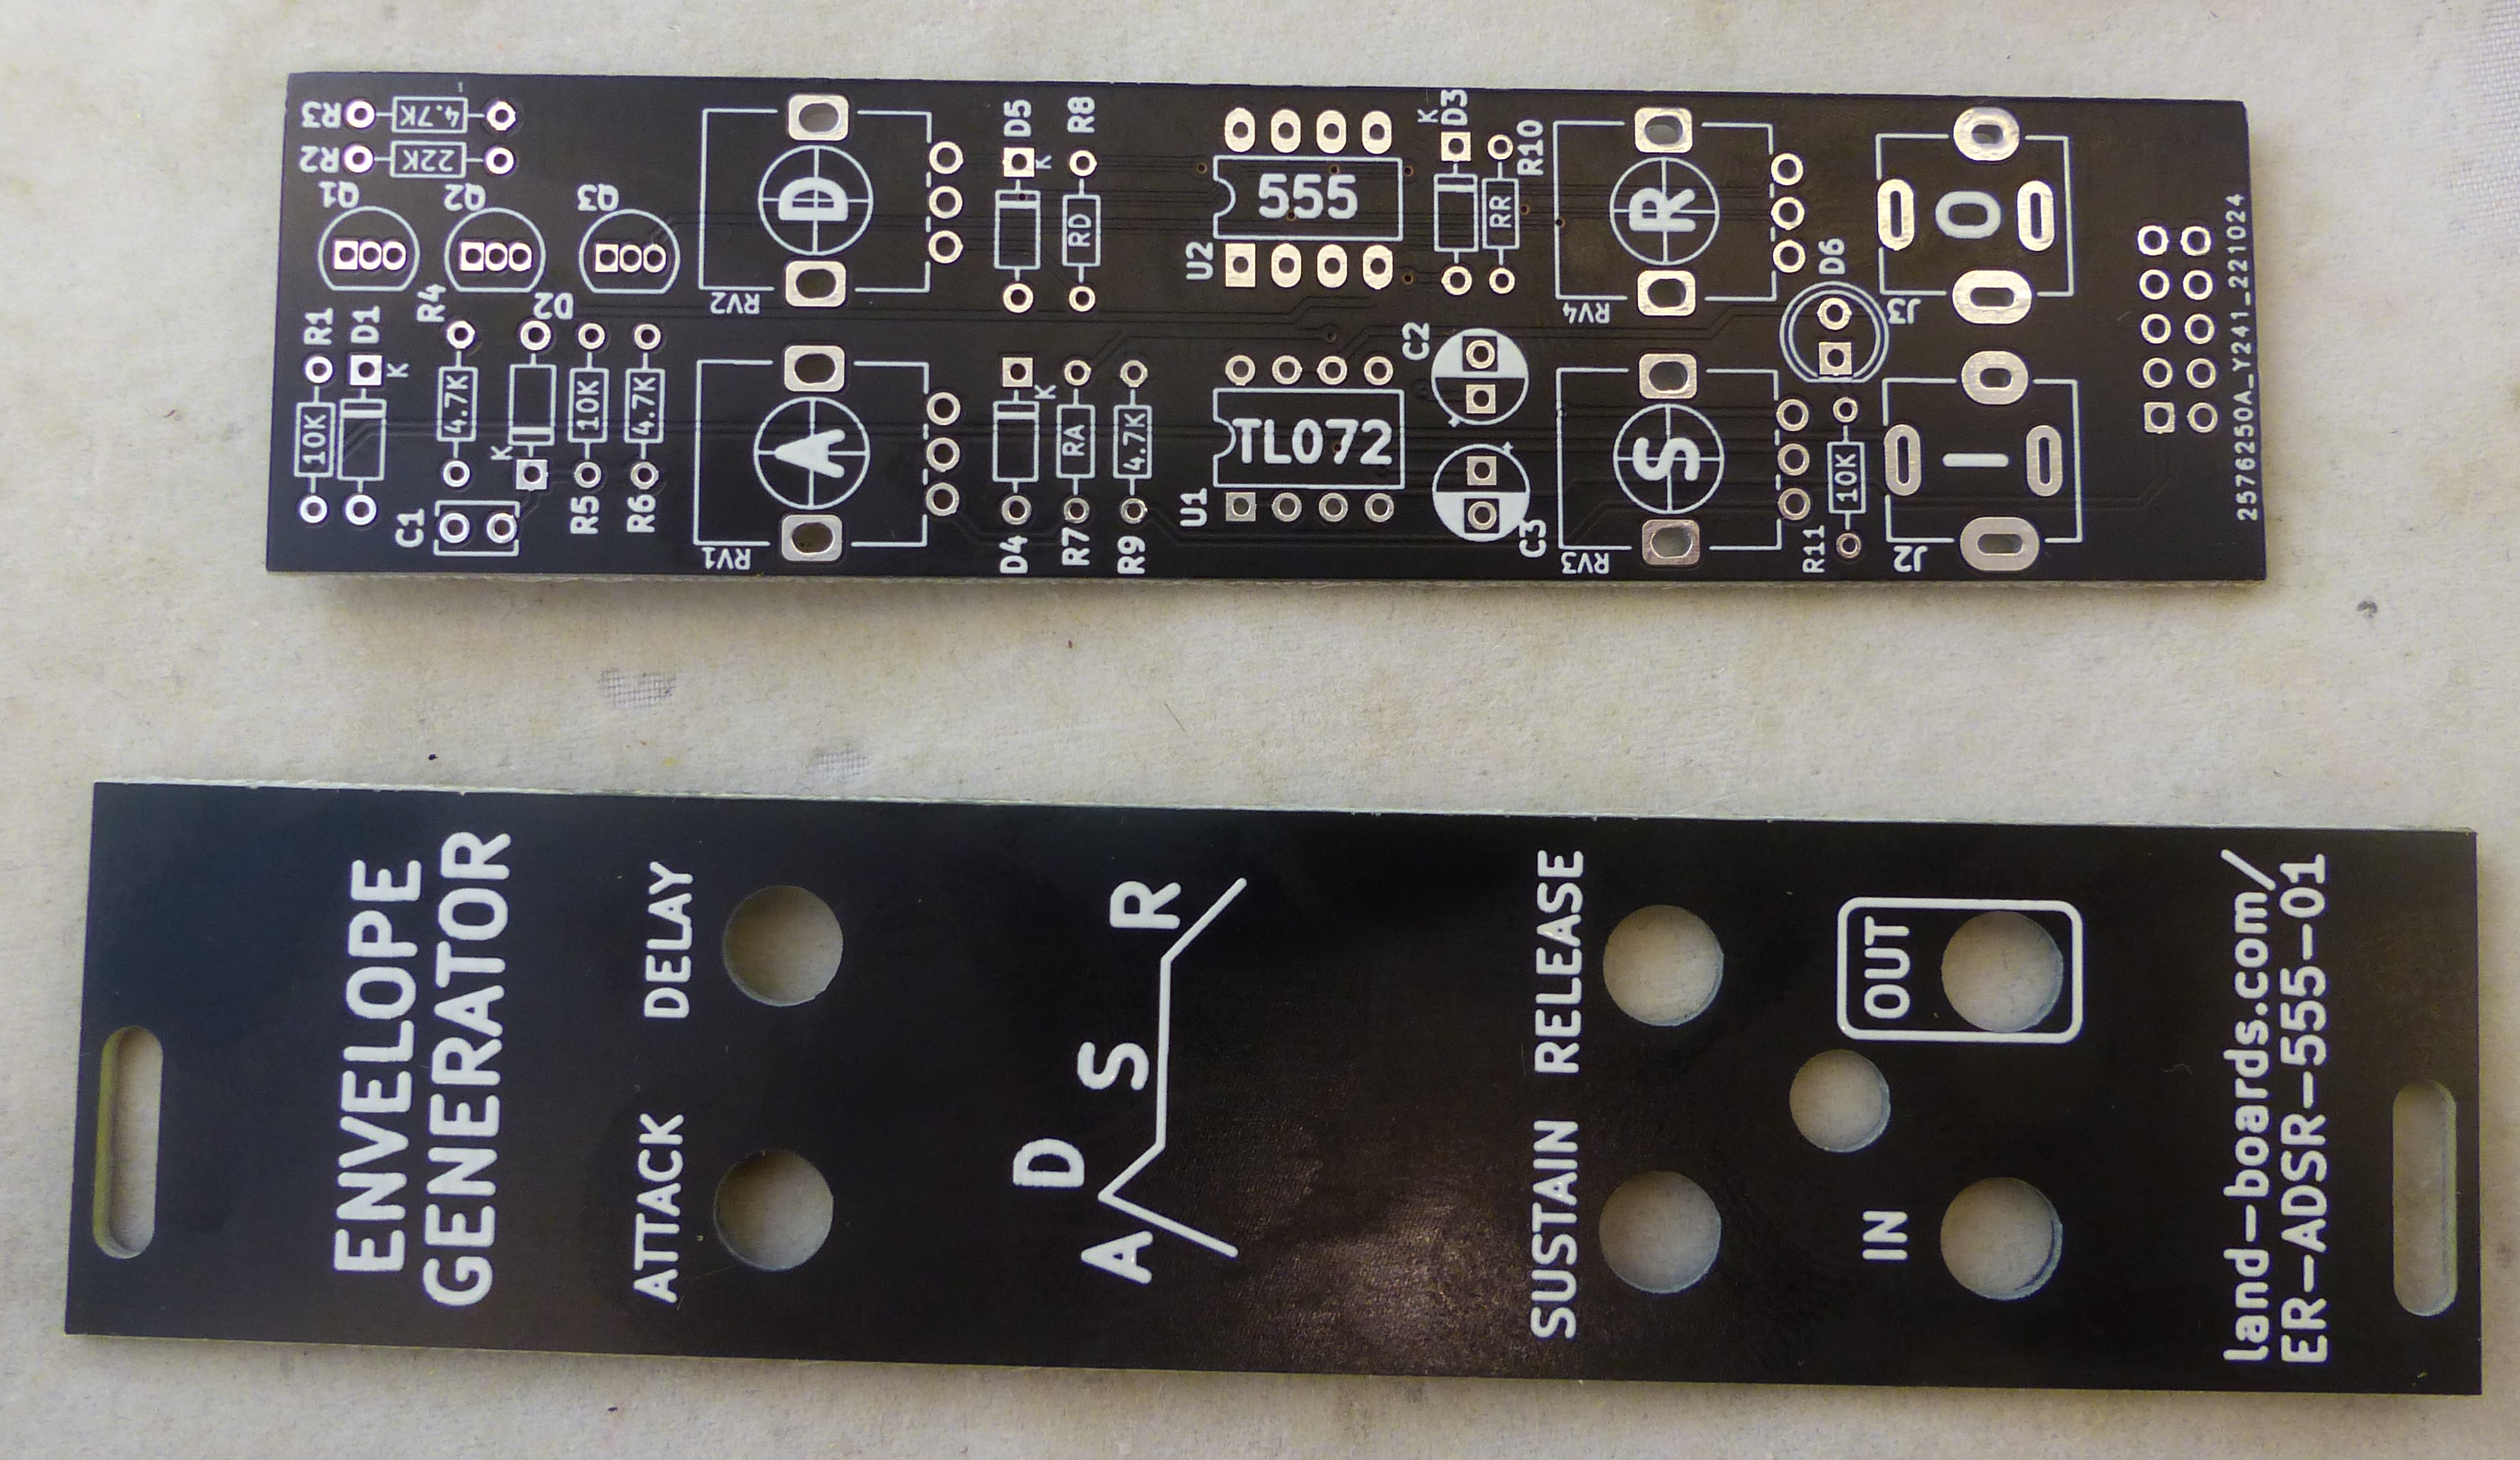 R3
4.7K
R2
22K
Q1
Q2
Q3
R1
10K
D1
K
R4
4.7K
D2
K
R5
10K
R6
4.7K
C1
RV2
D
RV1
A
D5
K
R8
RD
D4
K
R7
RA
R9
4.7K
U2
555
U1
TL072
K
D3
R10
RR
C2
+
C3
+
RV4
R
RV3
S
D6
R11
10K
J3
O
J2
I
2576250A_Y241_221024
ENVELOPE
GENERATOR
ATTACK DELAY
A D S R
SUSTAIN RELEASE
IN OUT
land-boards.com/
ER-ADSR-555-01